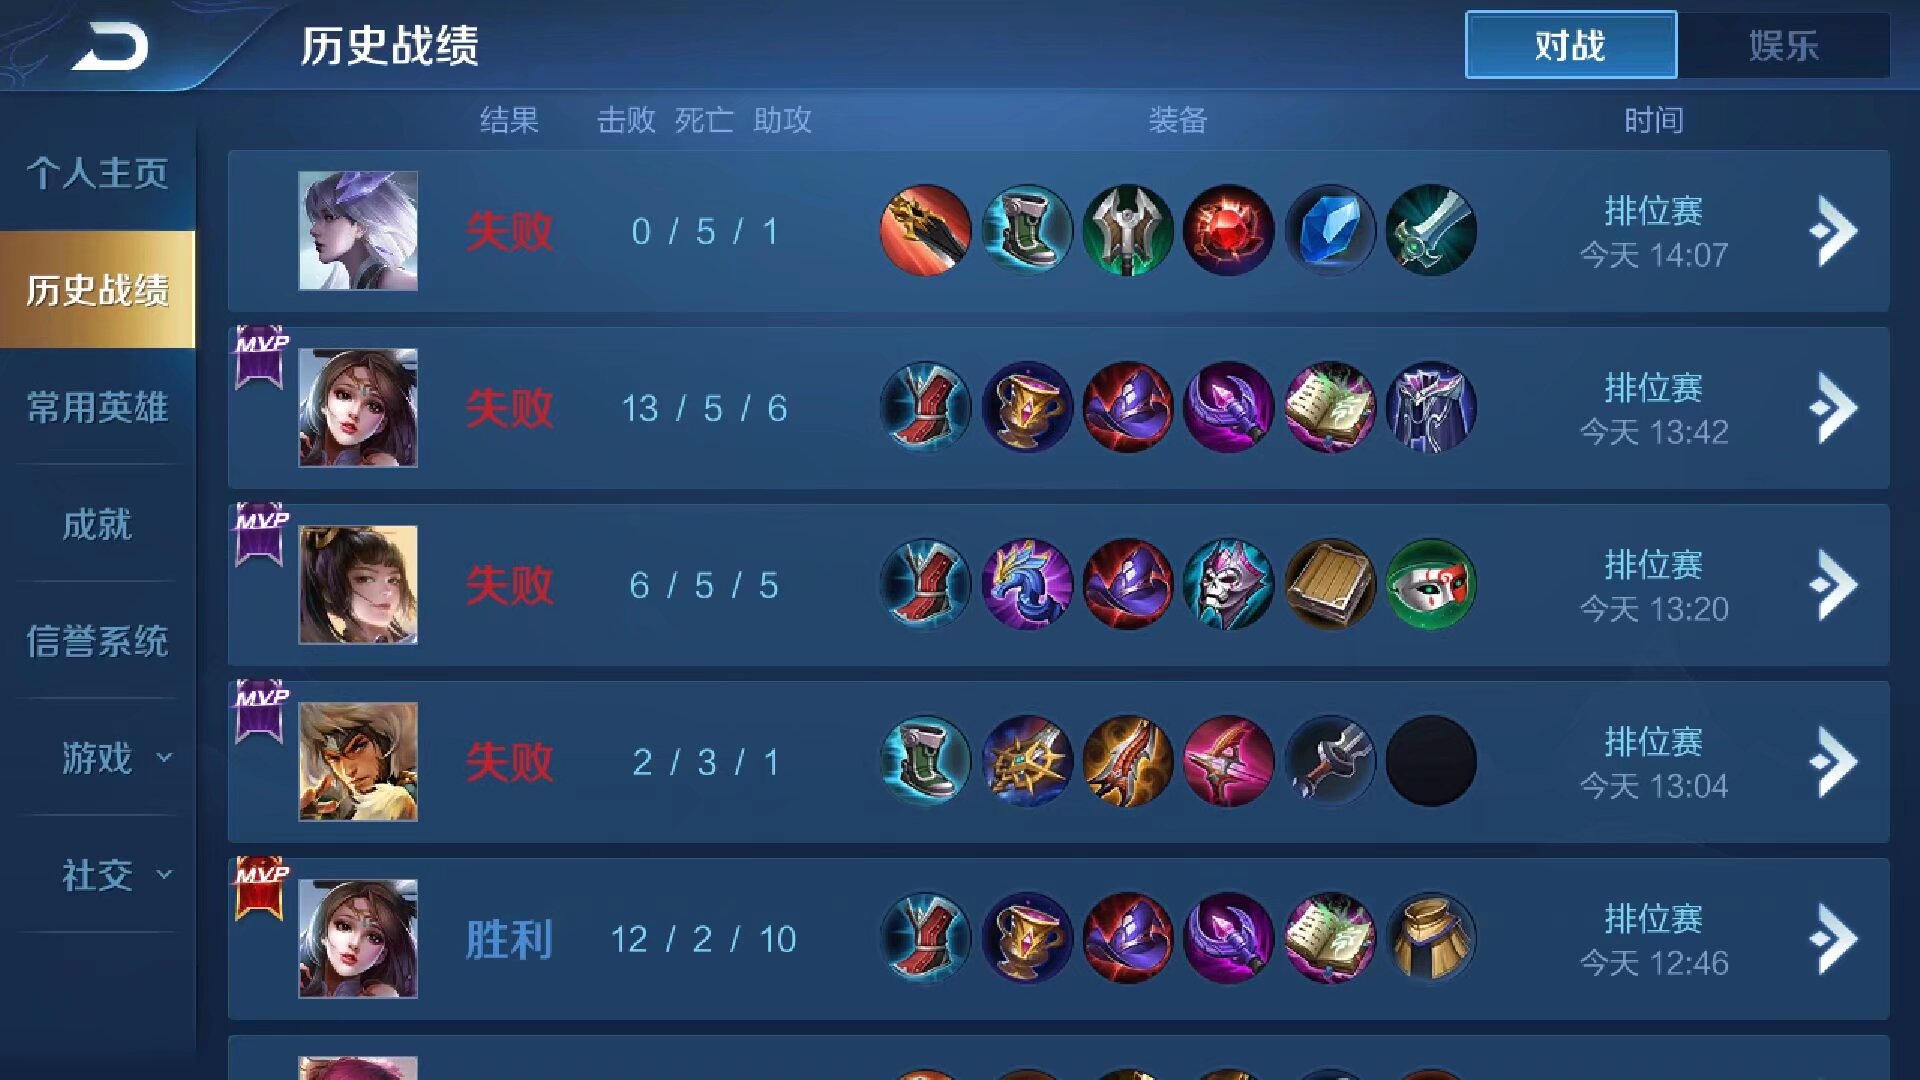 历史战绩
对战
娱乐
结果 击败 死亡 助攻 装备 时间
个人主页
历史战绩
常用英雄
成就
信誉系统
游戏
社交
失败 0 / 5 / 1 排位赛
今天 14:07
MVP
失败 13 / 5 / 6 排位赛
今天 13:42
MVP
失败 6 / 5 / 5 排位赛
今天 13:20
MVP
失败 2 / 3 / 1 排位赛
今天 13:04
MVP
胜利 12 / 2 / 10 排位赛
今天 12:46